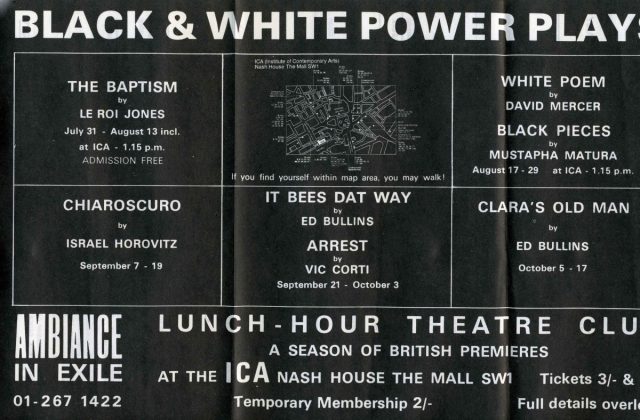 BLACK & WHITE POWER PLAYS
THE BAPTISM
by
LE ROI JONES
July 31 - August 13 incl.
at ICA - 1.15 p.m.
ADMISSION FREE
ICA (Institute of Contemporary Arts)
Nash House The Mall SW1
If you find yourself within map area, you may walk!
WHITE POEM
by
DAVID MERCER
BLACK PIECES
by
MUSTAPHA MATURA
August 17 - 29 at ICA - 1.15 p.m.
CHIAROSCURO
by
ISRAEL HOROVITZ
September 7 - 19
IT BEES DAT WAY
by
ED BULLINS
ARREST
by
VIC CORTI
September 21 - October 3
CLARA'S OLD MAN
by
ED BULLINS
October 5 - 17
AMBIANCE
IN EXILE
01-267 1422
LUNCH-HOUR THEATRE CLU
A SEASON OF BRITISH PREMIERES
AT THE ICA NASH HOUSE THE MALL SW1 Tickets 3/- &
Temporary Membership 2/- Full details overle